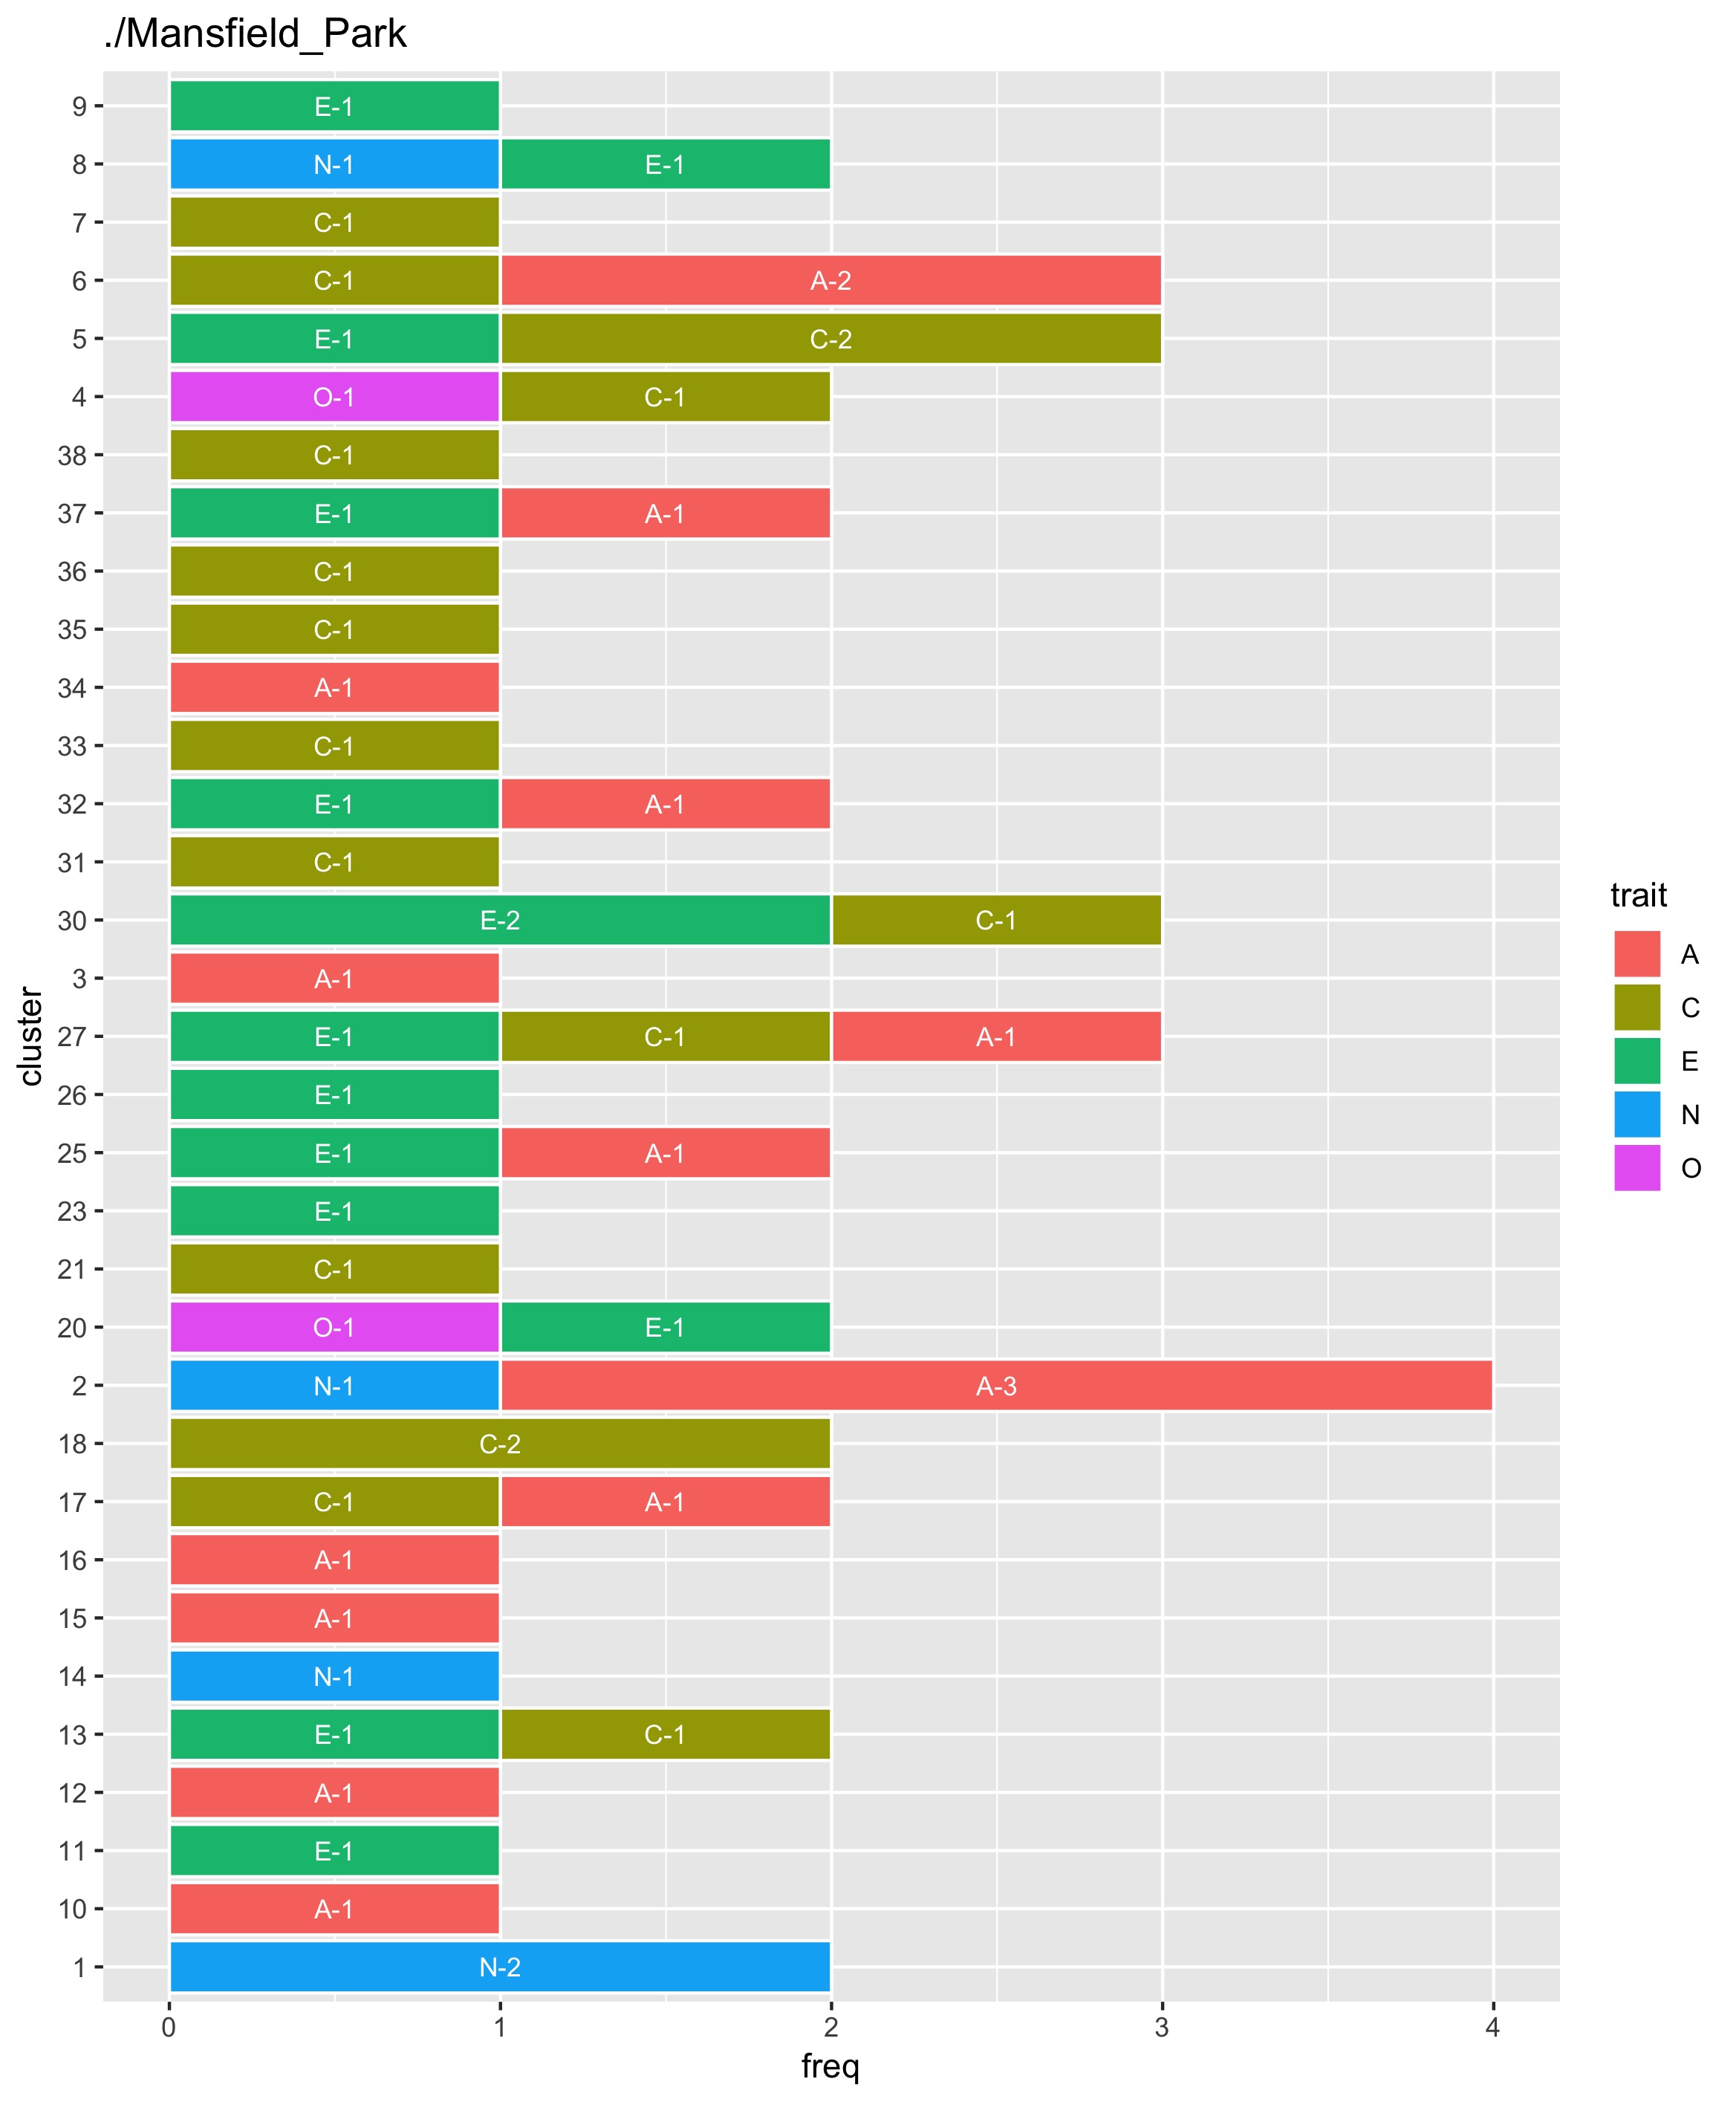 ./Mansfield_Park
9 E-1
8 N-1 E-1
7 C-1
6 C-1 A-2
5 E-1 C-2
4 O-1 C-1
38 C-1
37 E-1 A-1
36 C-1
35 C-1
34 A-1
33 C-1
32 E-1 A-1
31 C-1
30 E-2 C-1
3 A-1
27 E-1 C-1 A-1
26 E-1
25 E-1 A-1
23 E-1
21 C-1
20 O-1 E-1
2 N-1 A-3
18 C-2
17 C-1 A-1
16 A-1
15 A-1
14 N-1
13 E-1 C-1
12 A-1
11 E-1
10 A-1
1 N-2
0 1 2 3 4
freq
cluster
trait
A
C
E
N
O